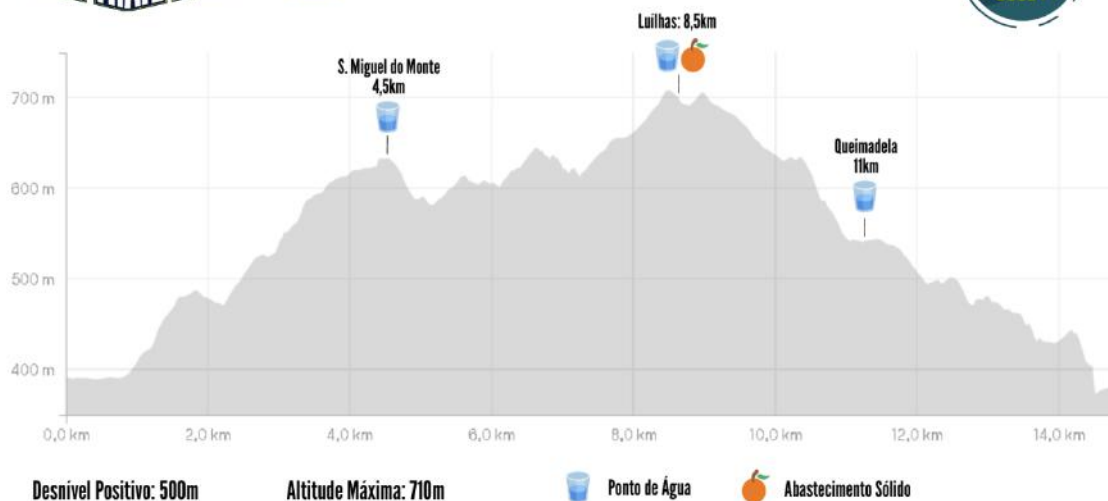 Luílhas: 8,5km
S. Miguel do Monte
4,5km
700 m
Queimadela
11km
600 m
500 m
400 m
0,0 km 2,0 km 4,0 km 6,0 km 8,0 km 10,0 km 12,0 km 14,0 km
Desnível Positivo: 500m Altitude Máxima: 710m Ponto de Água Abastecimento Sólido